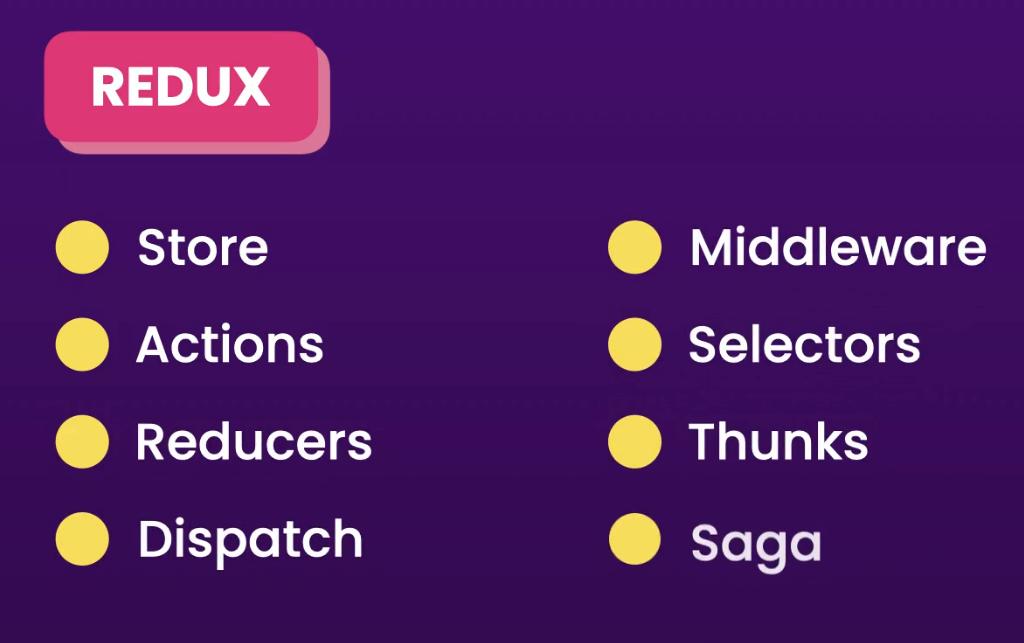 REDUX
Store
Actions
Reducers
Dispatch
Middleware
Selectors
Thunks
Saga